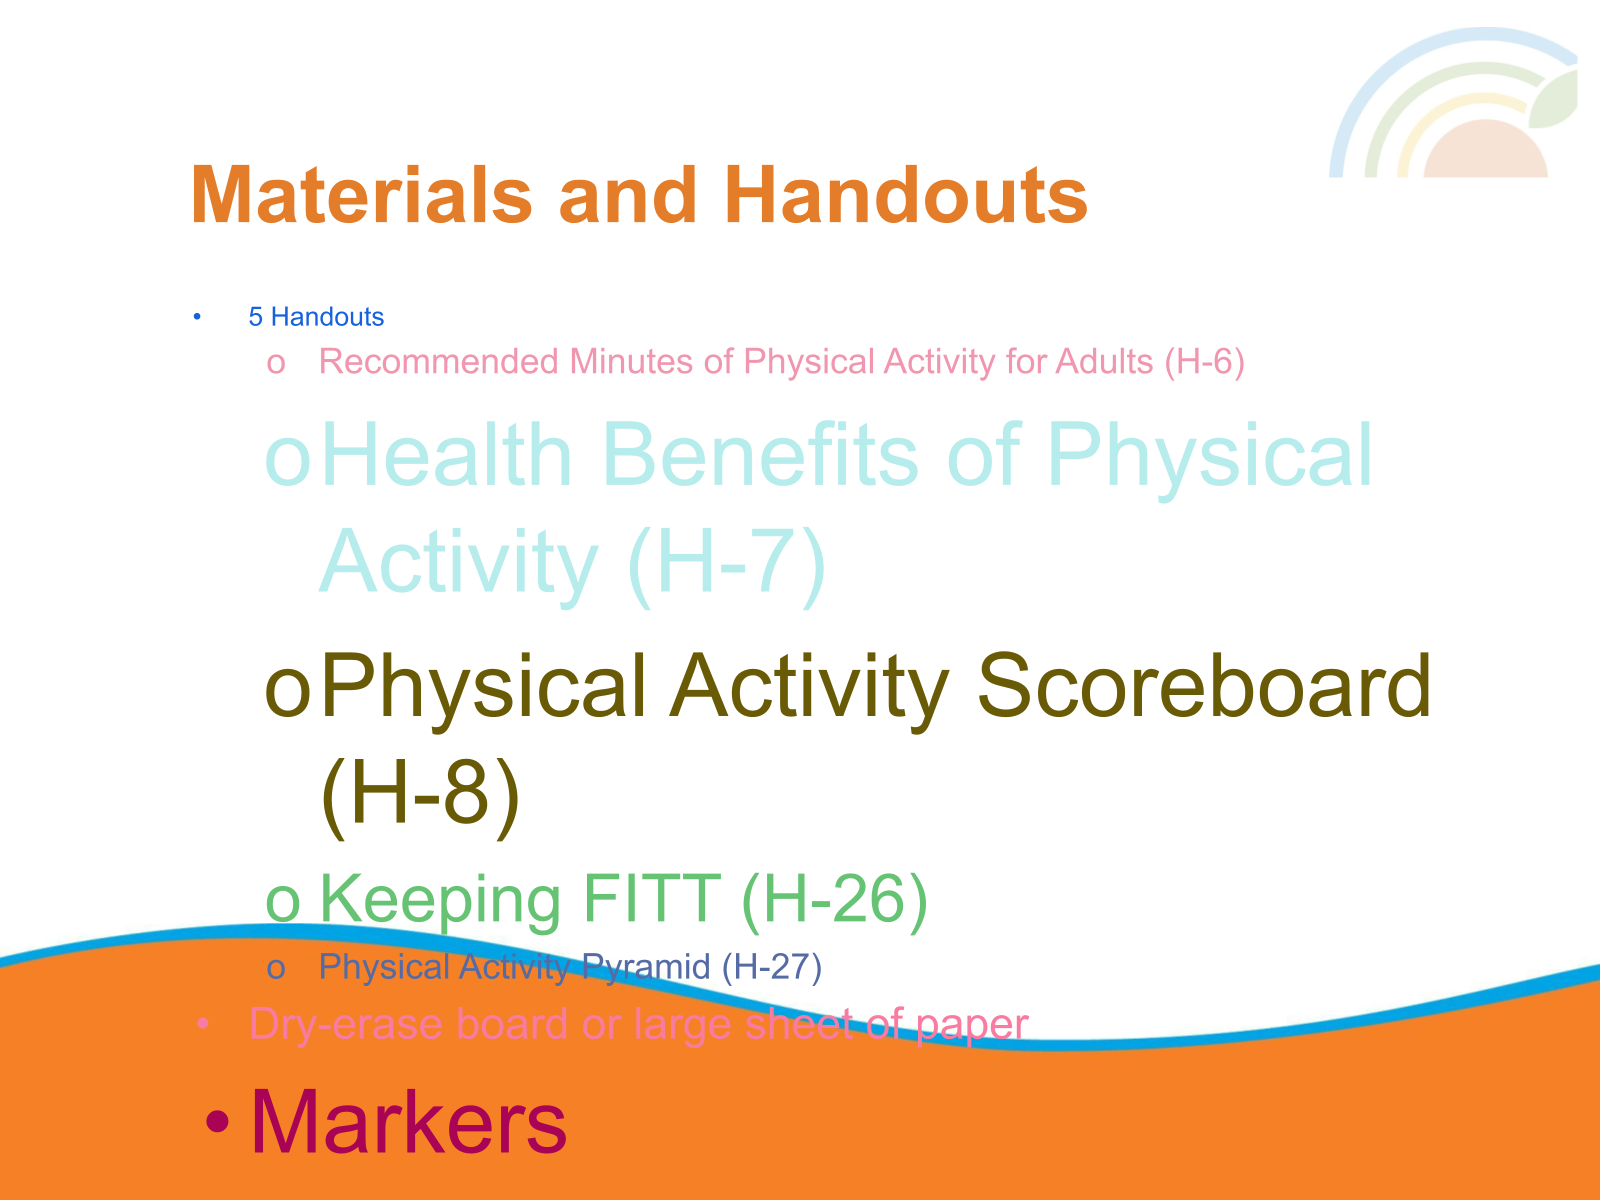 Materials and Handouts
• 5 Handouts
o Recommended Minutes of Physical Activity for Adults (H-6)
o Health Benefits of Physical
Activity (H-7)
o Physical Activity Scoreboard
(H-8)
o Keeping FITT (H-26)
o Physical Activity Pyramid (H-27)
• Dry-erase board or large sheet of paper
• Markers